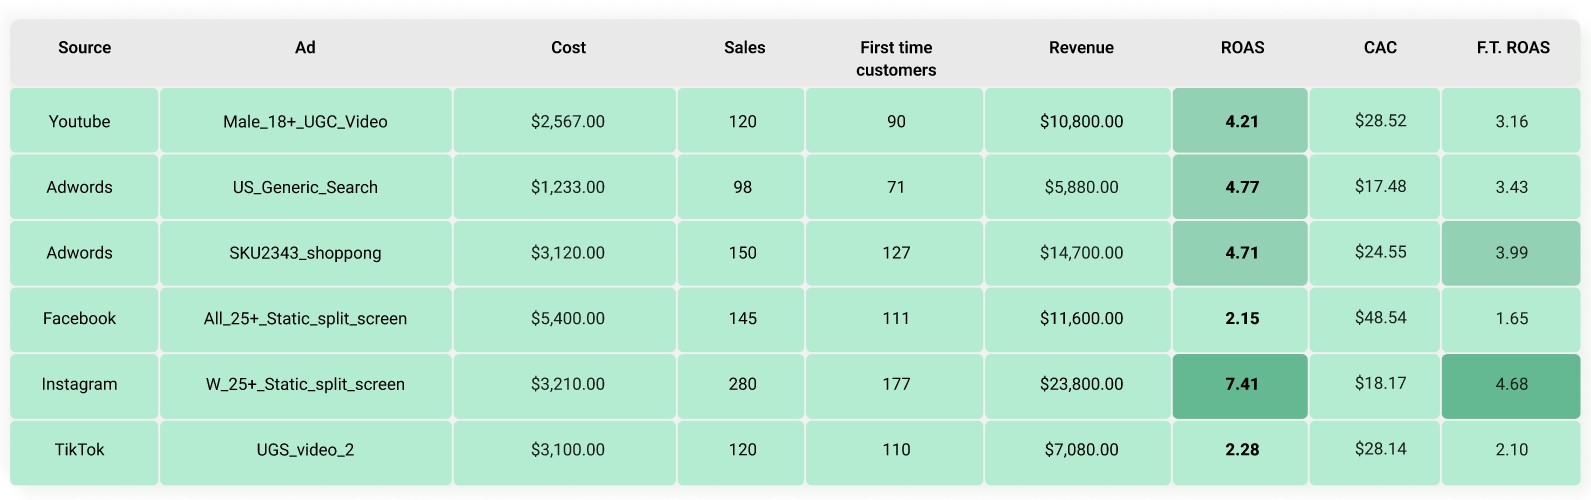 Source Ad Cost Sales First time customers Revenue ROAS CAC F.T. ROAS
Youtube Male_18+_UGC_Video $2,567.00 120 90 $10,800.00 4.21 $28.52 3.16
Adwords US_Generic_Search $1,233.00 98 71 $5,880.00 4.77 $17.48 3.43
Adwords SKU2343_shoppong $3,120.00 150 127 $14,700.00 4.71 $24.55 3.99
Facebook All_25+_Static_split_screen $5,400.00 145 111 $11,600.00 2.15 $48.54 1.65
Instagram W_25+_Static_split_screen $3,210.00 280 177 $23,800.00 7.41 $18.17 4.68
TikTok UGS_video_2 $3,100.00 120 110 $7,080.00 2.28 $28.14 2.10